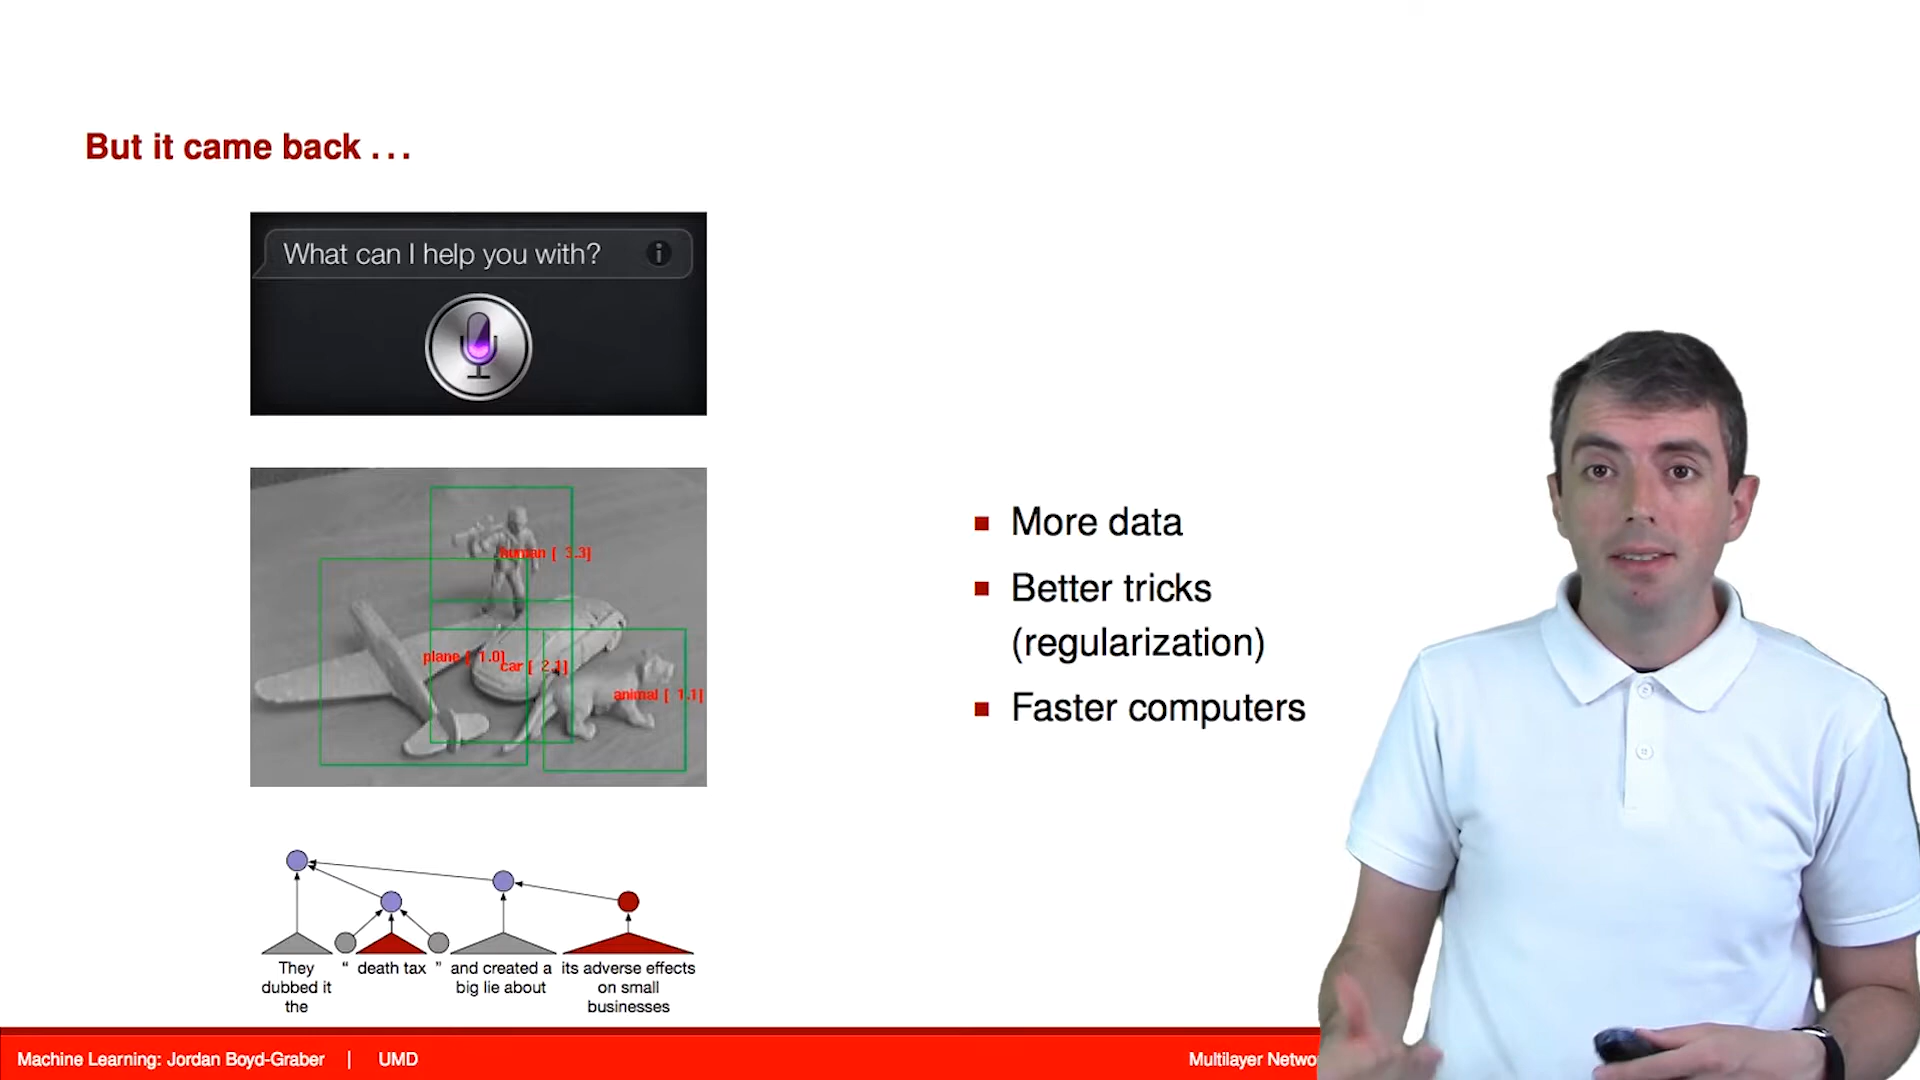 But it came back . . .
What can I help you with?
i
human [ 3.3]
plane [ 1.0]
car [ 2.1]
animal [ 1.1]
More data
Better tricks
(regularization)
Faster computers
They
dubbed it
the
“ death tax ”
and created a
big lie about
its adverse effects
on small
businesses
Machine Learning: Jordan Boyd-Graber | UMD
Multilayer Netwo